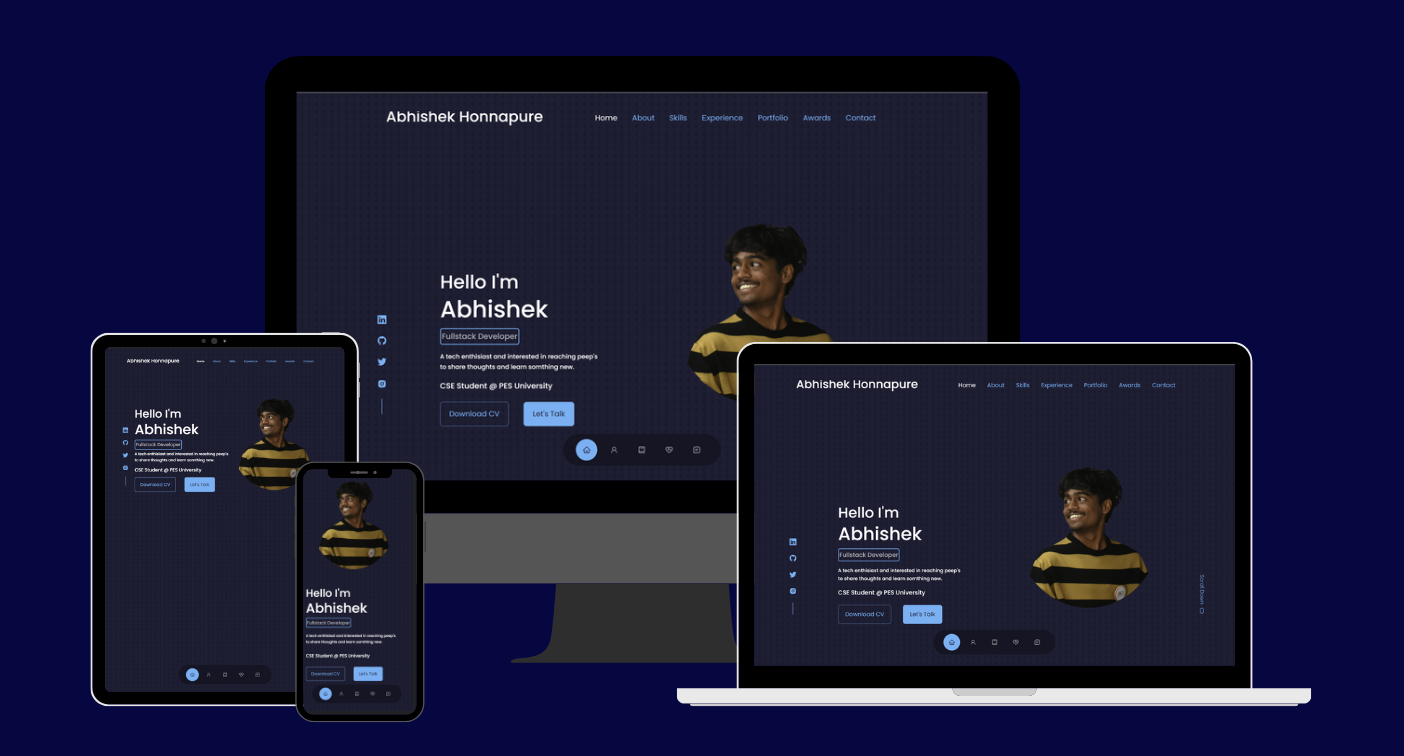 Abhishek Honnapure
Home About Skills Experience Portfolio Awards Contact
Hello I'm
Abhishek
Fullstack Developer
A tech enthisiast and interested in reaching peep's
to share thoughts and learn somthing new.
CSE Student @ PES University
Download CV Let's Talk
Abhishek Honnapure
Home About Skills Experience Portfolio Awards Contact
Hello I'm
Abhishek
Fullstack Developer
A tech enthisiast and interested in reaching peep's
to share thoughts and learn somthing new.
CSE Student @ PES University
Download CV Let's Talk
Hello I'm
Abhishek
Fullstack Developer
A tech enthisiast and interested in reaching peep's
to share thoughts and learn somthing new.
CSE Student @ PES University
Download CV Let's Talk
Abhishek Honnapure
Home About Skills Experience Portfolio Awards Contact
Hello I'm
Abhishek
Fullstack Developer
A tech enthisiast and interested in reaching peep's
to share thoughts and learn somthing new.
CSE Student @ PES University
Download CV Let's Talk
Scroll Down